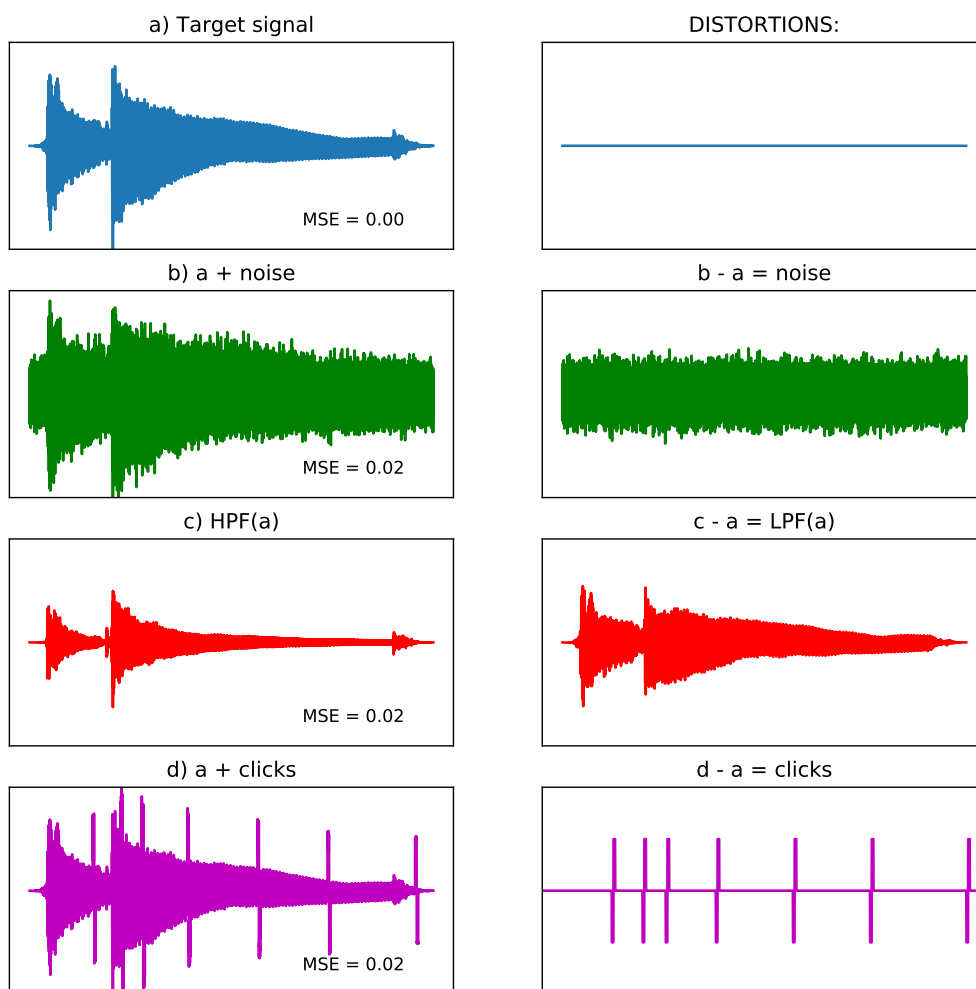 a) Target signal
DISTORTIONS:
MSE = 0.00
b) a + noise
b - a = noise
MSE = 0.02
c) HPF(a)
c - a = LPF(a)
MSE = 0.02
d) a + clicks
d - a = clicks
MSE = 0.02